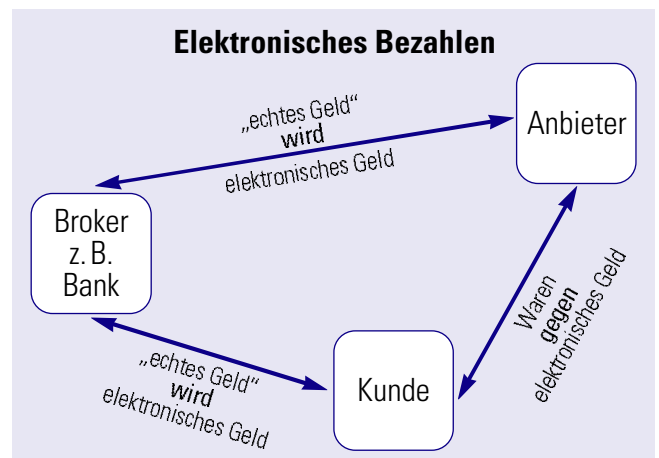 Elektronisches Bezahlen
„echtes Geld“
wird
elektronisches Geld
Anbieter
Broker
z. B.
Bank
Waren
gegen
elektronisches Geld
„echtes Geld“
wird
elektronisches Geld
Kunde